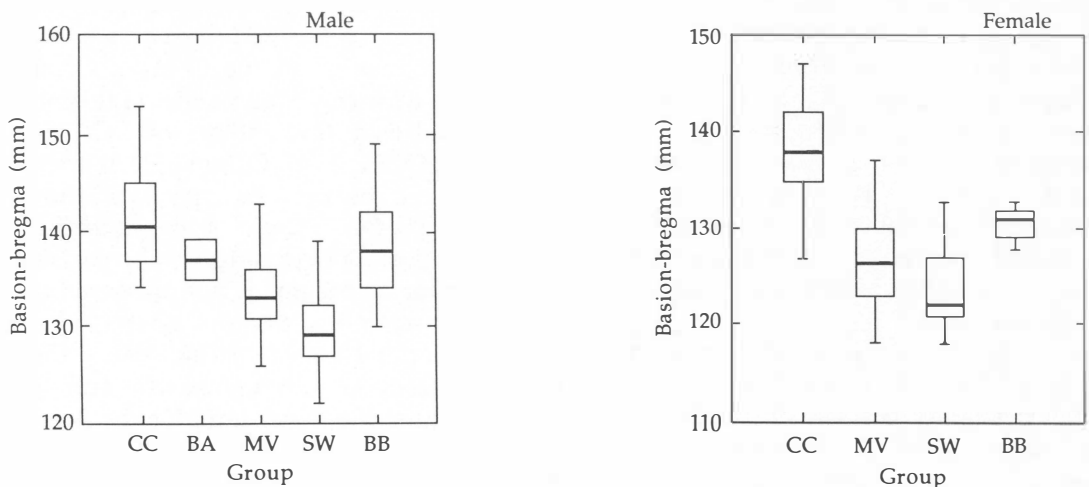 Male
160
150
140
130
120
Basion-bregma (mm)
CC BA MV SW BB
Group
Female
150
140
130
120
110
Basion-bregma (mm)
CC MV SW BB
Group